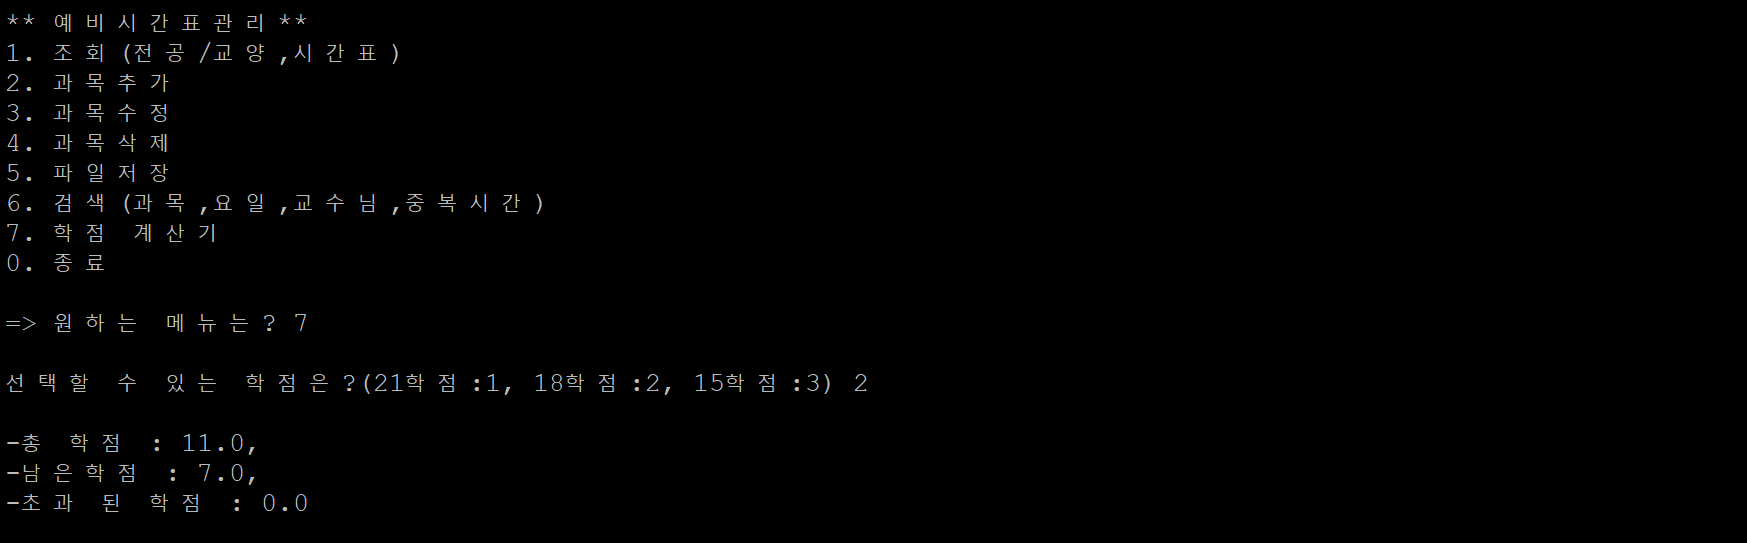 ** 예비시간표관리 **
1. 조회(전공/교양,시간표)
2. 과목추가
3. 과목수정
4. 과목삭제
5. 파일저장
6. 검색(과목,요일,교수님,중복시간)
7. 학점 계산기
0. 종료
=> 원하는 메뉴는? 7
선택할 수 있는 학점은?(21학점:1, 18학점:2, 15학점:3) 2
-총 학점 : 11.0,
-남은학점 : 7.0,
-초과 된 학점 : 0.0